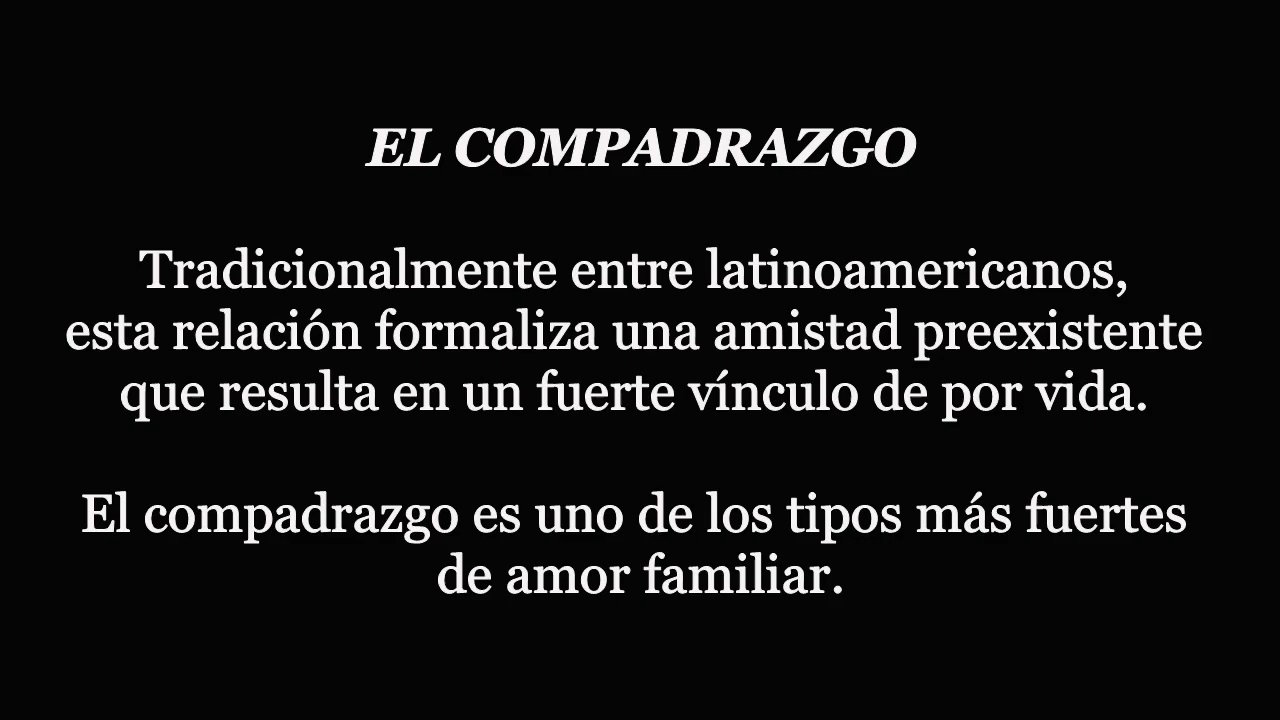 EL COMPADRAZGO
Tradicionalmente entre latinoamericanos,
esta relación formaliza una amistad preexistente
que resulta en un fuerte vínculo de por vida.
El compadrazgo es uno de los tipos más fuertes
de amor familiar.